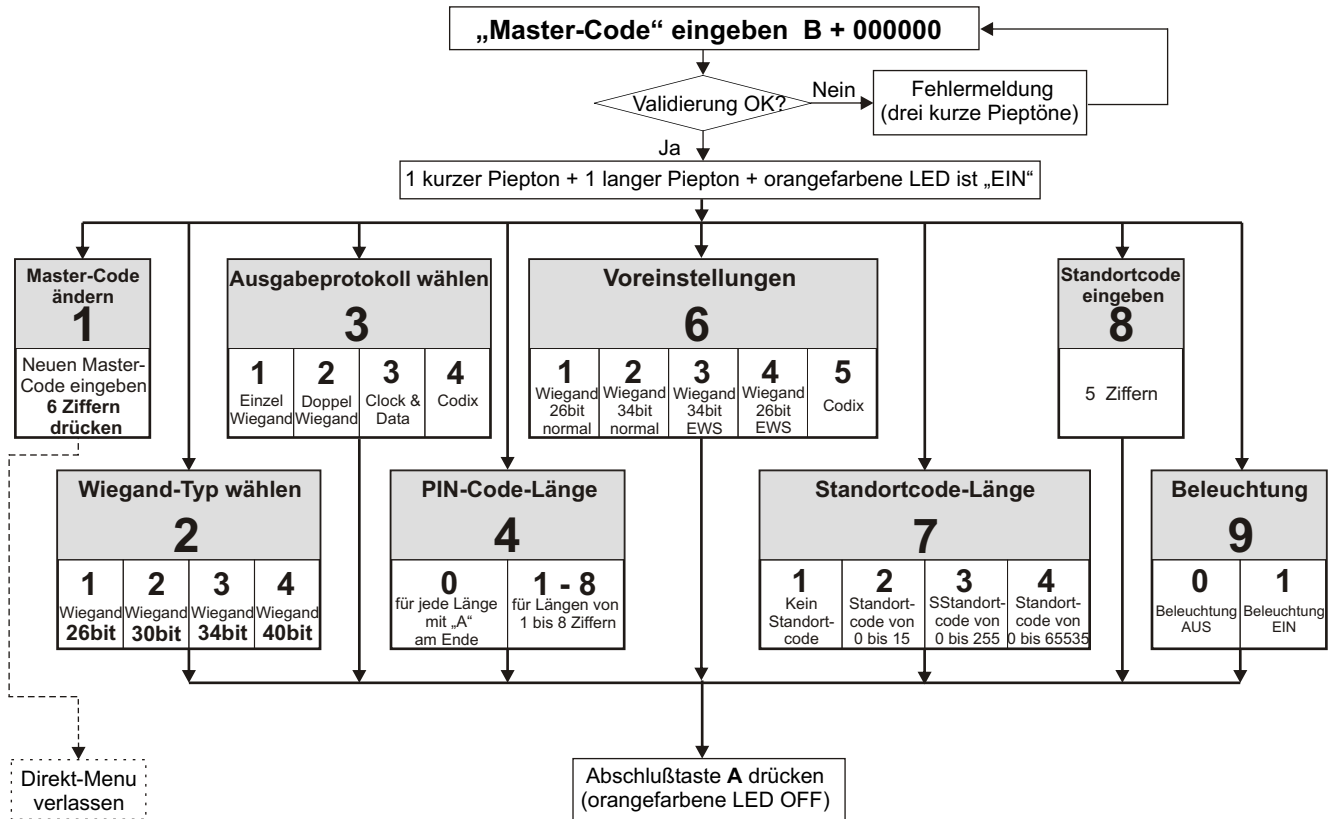 „Master-Code“ eingeben B + 000000
Validierung OK?
Nein
Fehlermeldung
(drei kurze Pieptöne)
Ja
1 kurzer Piepton + 1 langer Piepton + orangefarbene LED ist „EIN“
Master-Code
ändern
1
Neuen Master-
Code eingeben
6 Ziffern
drücken
Ausgabeprotokoll wählen
3
1
Einzel
Wiegand
2
Doppel
Wiegand
3
Clock &
Data
4
Codix
Voreinstellungen
6
1
Wiegand
26bit
normal
2
Wiegand
34bit
normal
3
Wiegand
34bit
EWS
4
Wiegand
26bit
EWS
5
Codix
Standortcode
eingeben
8
5 Ziffern
Wiegand-Typ wählen
2
1
Wiegand
26bit
2
Wiegand
30bit
3
Wiegand
34bit
4
Wiegand
40bit
PIN-Code-Länge
4
0
für jede Länge
mit „A“
am Ende
1 - 8
für Längen von
1 bis 8 Ziffern
Standortcode-Länge
7
1
Kein
Standort-
code
2
Standort-
code von
0 bis 15
3
SStandort-
code von
0 bis 255
4
Standort-
code von
0 bis 65535
Beleuchtung
9
0
Beleuchtung
AUS
1
Beleuchtung
EIN
Direkt-Menu
verlassen
Abschlußtaste A drücken
(orangefarbene LED OFF)